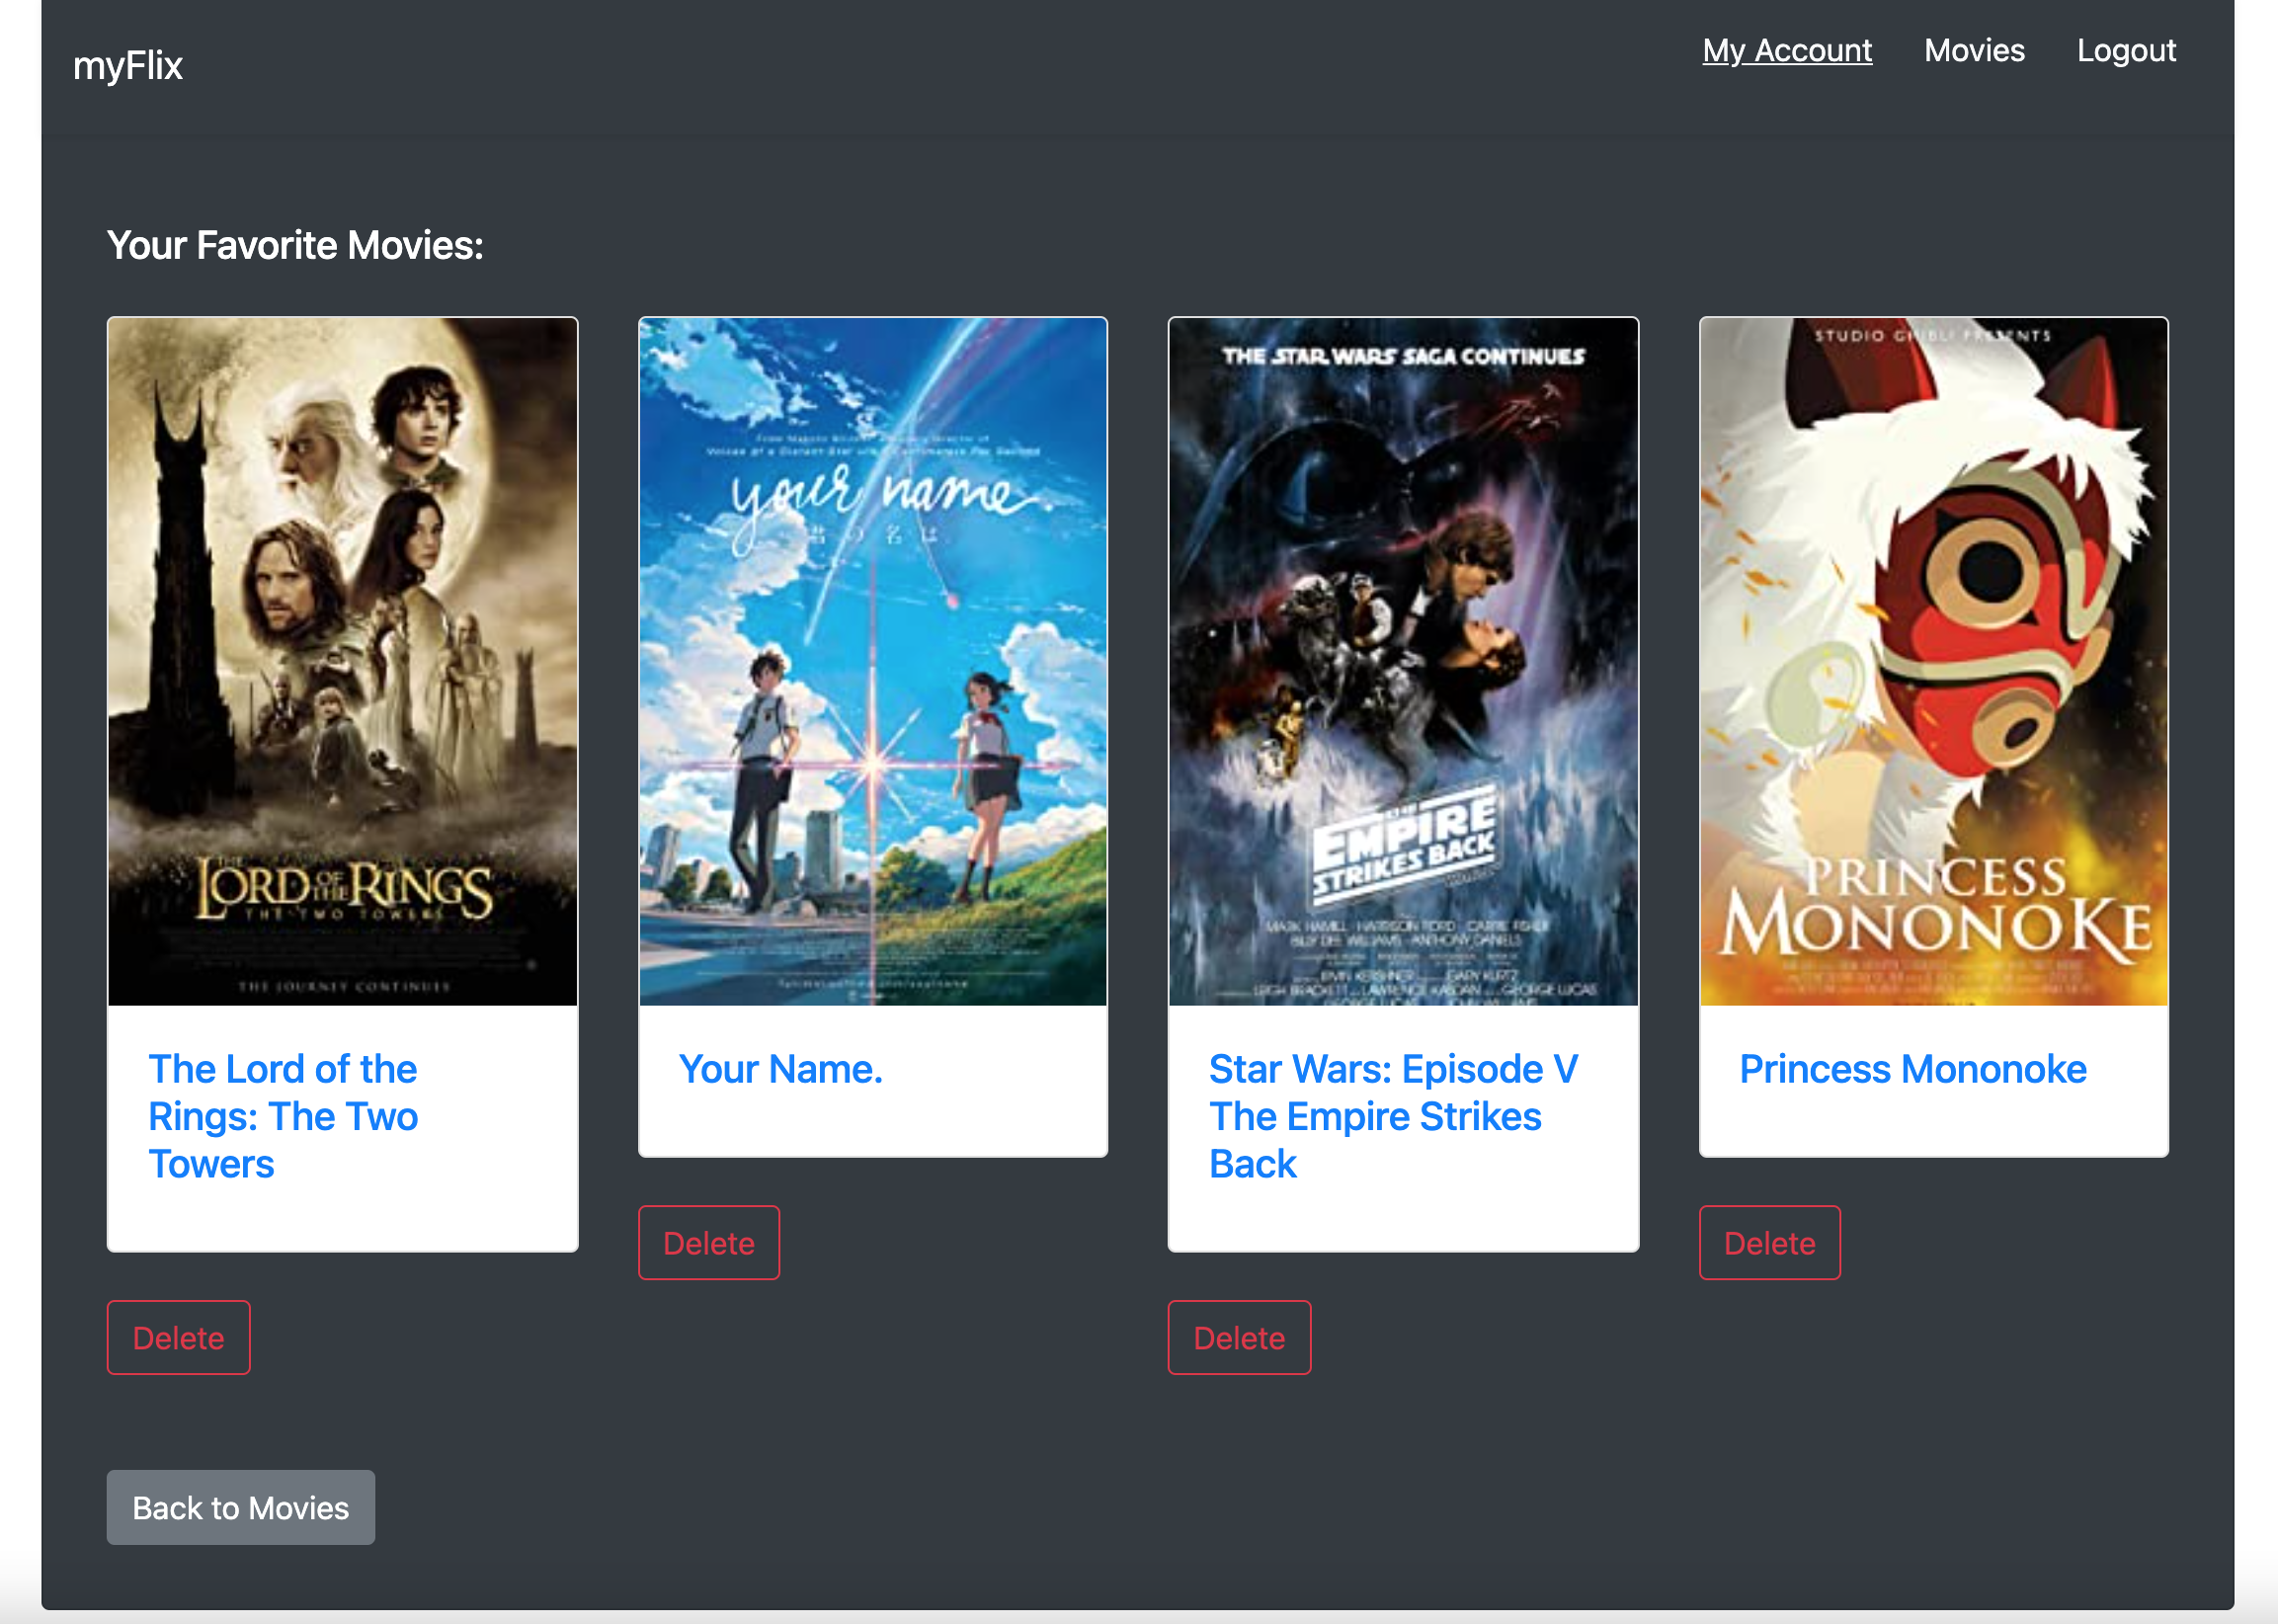 myFlix
My Account
Movies
Logout
Your Favorite Movies:
THE LORD OF THE RINGS
THE TWO TOWERS
THE JOURNEY CONTINUES
your name.
君の名は
THE STAR WARS SAGA CONTINUES
THE
EMPIRE
STRIKES BACK
MARK HAMILL HARRISON FORD CARRIE FISHER
BILLY DEE WILLIAMS ANTHONY DANIELS
IRVIN KERSHNER GARY KURTZ
LEIGH BRACKETT LAWRENCE KASDAN GEORGE LUCAS
GEORGE LUCAS JOHN WILLIAMS
STUDIO GHIBLI PRESENTS
PRINCESS
MONONOKE
The Lord of the
Rings: The Two
Towers
Your Name.
Star Wars: Episode V
The Empire Strikes
Back
Princess Mononoke
Delete
Delete
Delete
Delete
Back to Movies